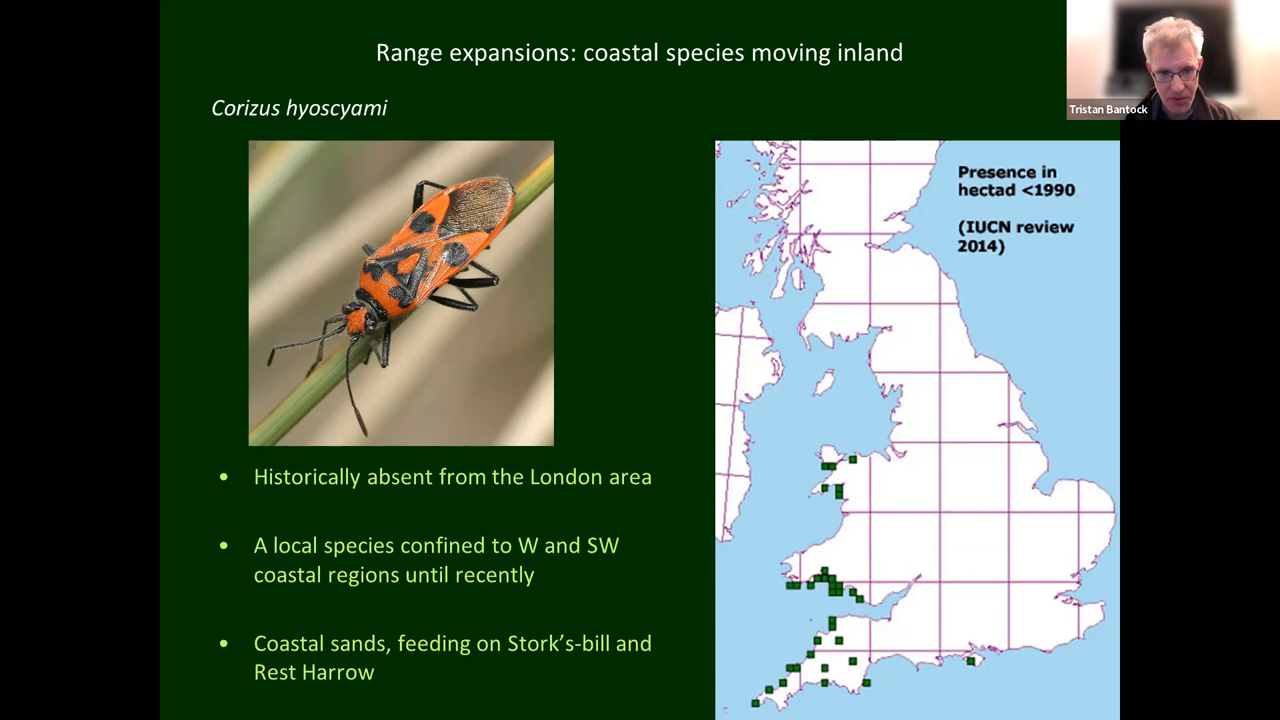 Range expansions: coastal species moving inland
Tristan Bantock
Corizus hyoscyami
Presence in
hectad <1990
(IUCN review
2014)
• Historically absent from the London area
• A local species confined to W and SW
coastal regions until recently
• Coastal sands, feeding on Stork’s-bill and
Rest Harrow